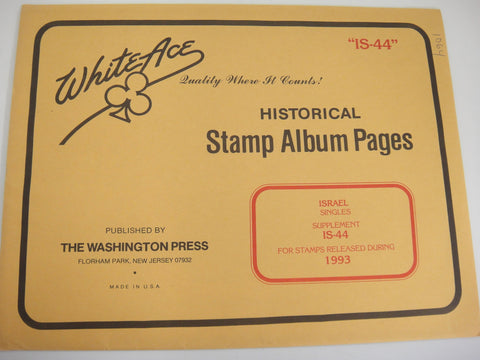 "IS-44"
1064
White Ace
Quality Where It Counts!
HISTORICAL
Stamp Album Pages
ISRAEL
SINGLES
SUPPLEMENT
IS-44
FOR STAMPS RELEASED DURING
1993
PUBLISHED BY
THE WASHINGTON PRESS
FLORHAM PARK, NEW JERSEY 07932
MADE IN U.S.A.